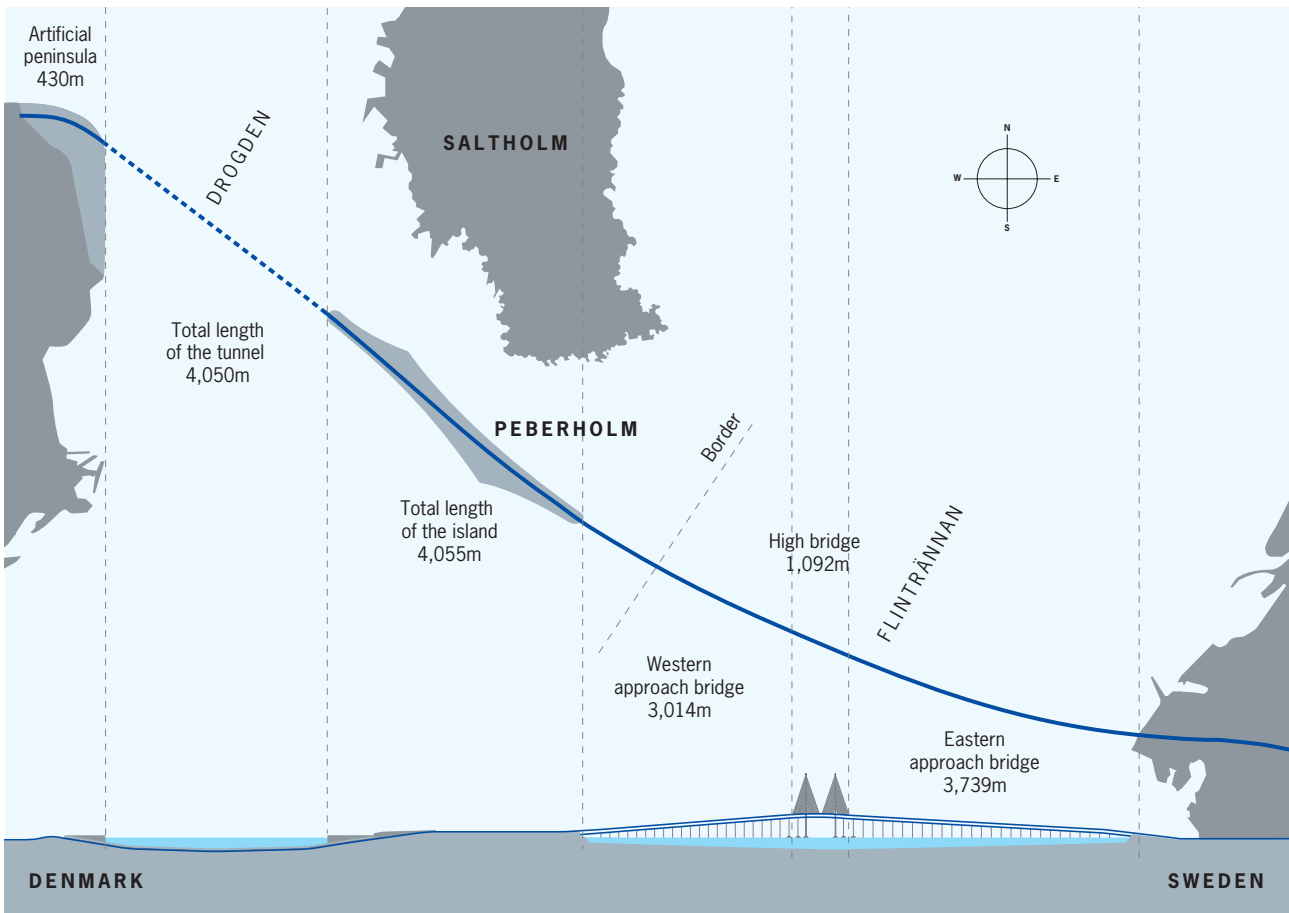 Artificial
peninsula
430m
DROGDEN
SALTHOLM
N
W
E
S
Total length
of the tunnel
4,050m
PEBERHOLM
Border
Total length
of the island
4,055m
High bridge
1,092m
FLINTRÄNNAN
Western
approach bridge
3,014m
Eastern
approach bridge
3,739m
DENMARK
SWEDEN